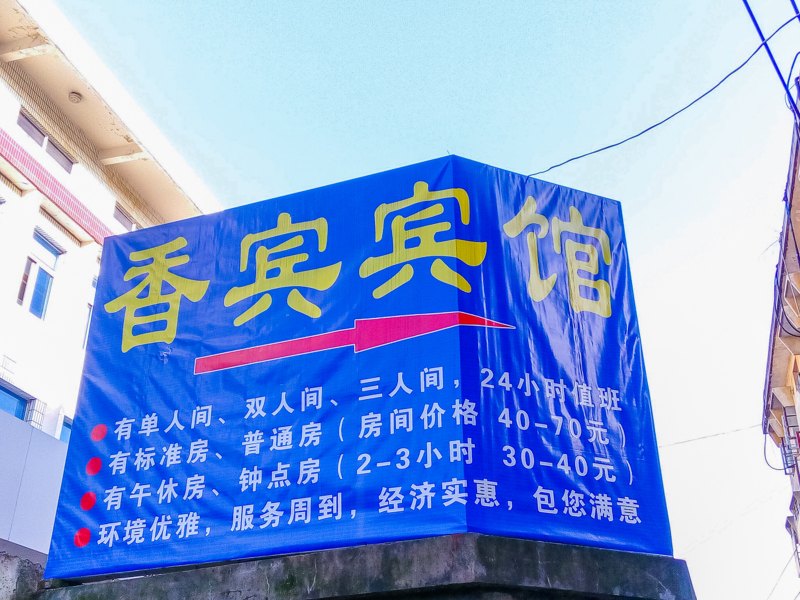 香宾宾馆
有单人间、双人间、三人间，24小时值班
有标准房、普通房（房间价格 40-70元）
有午休房、钟点房（2-3小时 30-40元）
环境优雅，服务周到，经济实惠，包您满意